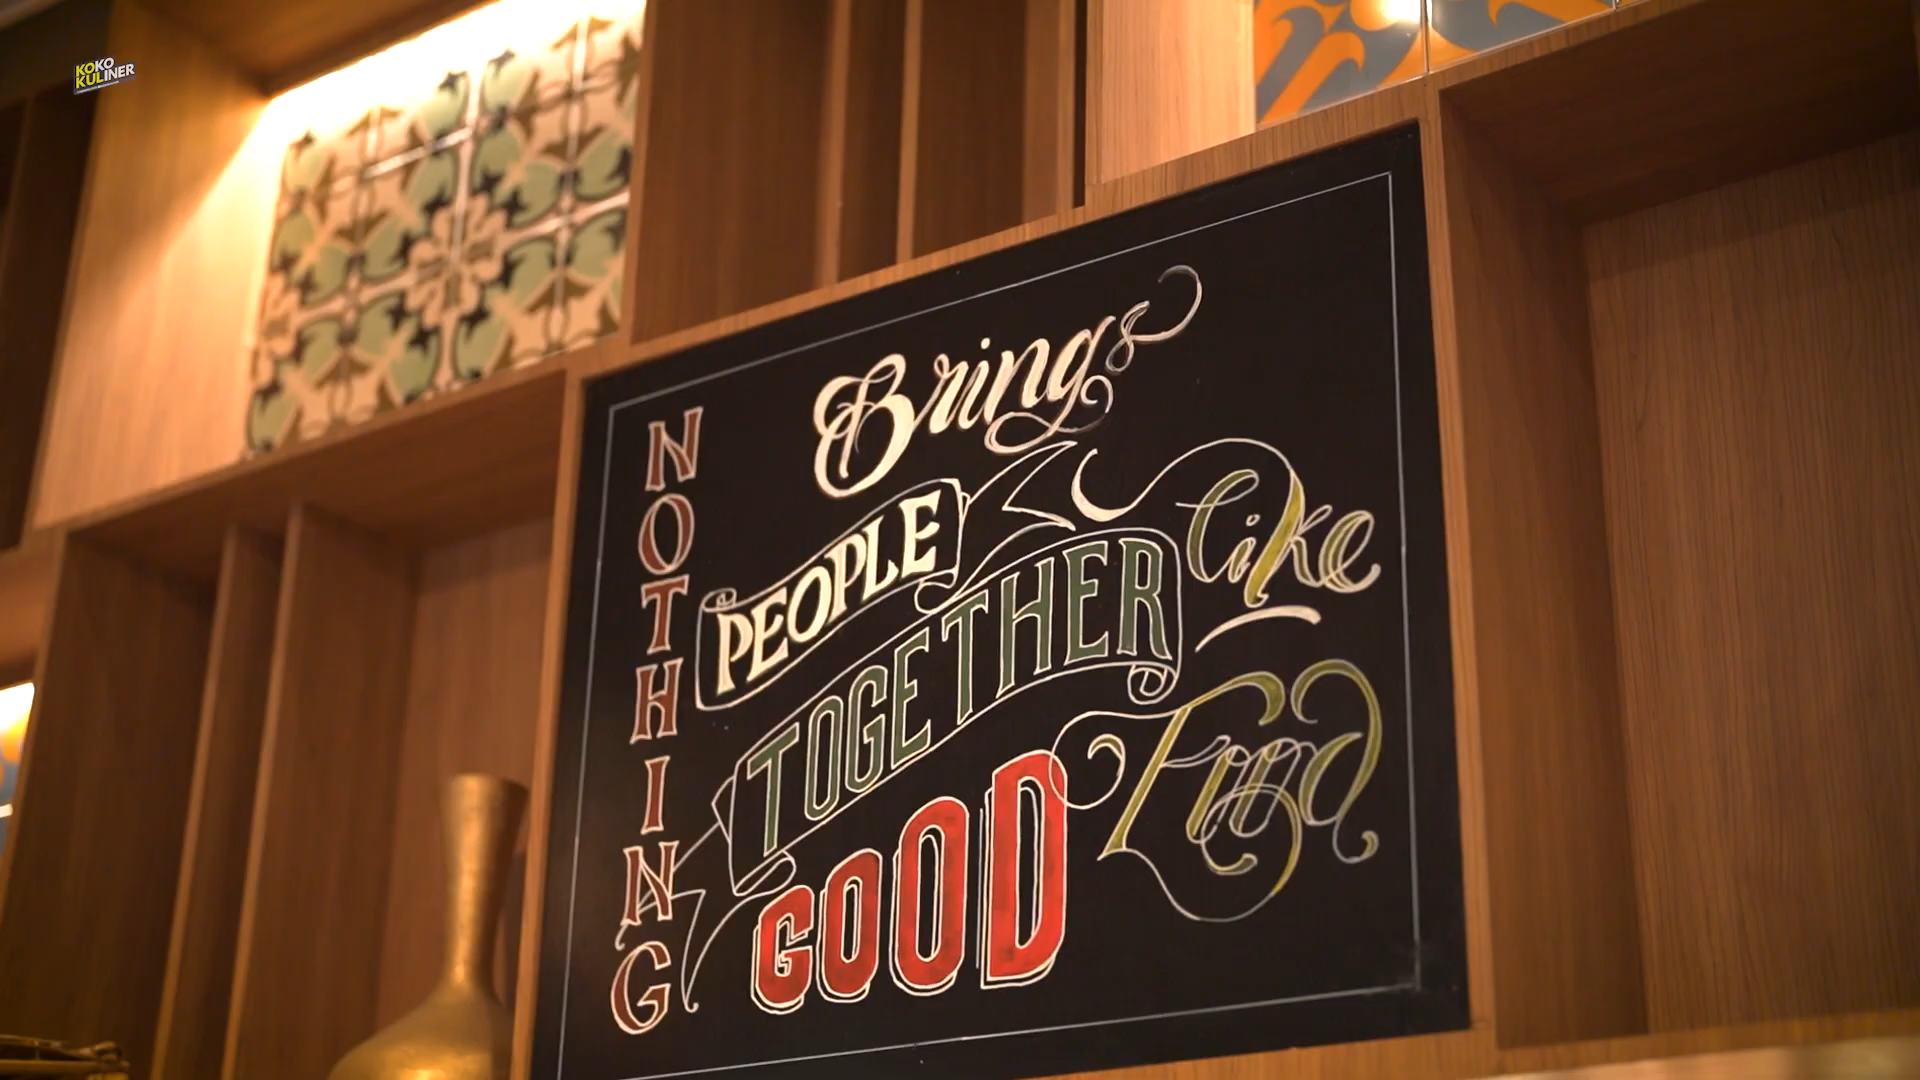 KOKO
KULINER
NOTHING
Brings
PEOPLE
TOGETHER
like
GOOD
Food